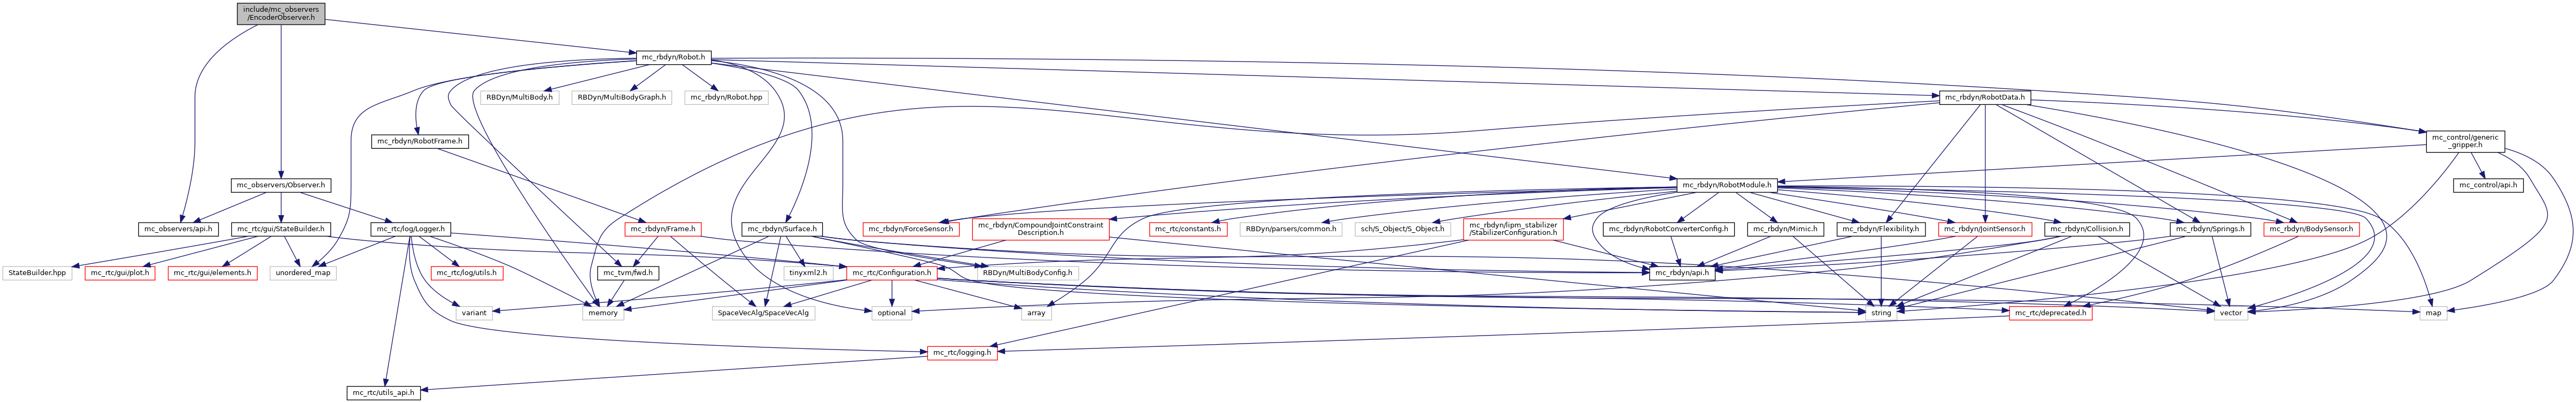 include/mc_observers
/EncoderObserver.h
mc_rbdyn/Robot.h
RBDyn/MultiBody.h
RBDyn/MultiBodyGraph.h
mc_rbdyn/Robot.hpp
mc_rbdyn/RobotData.h
mc_rbdyn/RobotFrame.h
mc_control/generic
_gripper.h
mc_observers/Observer.h
mc_rbdyn/RobotModule.h
mc_control/api.h
mc_observers/api.h
mc_rtc/gui/StateBuilder.h
mc_rtc/log/Logger.h
mc_rbdyn/Frame.h
mc_rbdyn/Surface.h
mc_rbdyn/ForceSensor.h
mc_rbdyn/CompoundJointConstraint
Description.h
mc_rtc/constants.h
RBDyn/parsers/common.h
sch/S_Object/S_Object.h
mc_rbdyn/lipm_stabilizer
/StabilizerConfiguration.h
mc_rbdyn/RobotConverterConfig.h
mc_rbdyn/Mimic.h
mc_rbdyn/Flexibility.h
mc_rbdyn/JointSensor.h
mc_rbdyn/Collision.h
mc_rbdyn/Springs.h
mc_rbdyn/BodySensor.h
StateBuilder.hpp
mc_rtc/gui/plot.h
mc_rtc/gui/elements.h
unordered_map
mc_rtc/log/utils.h
mc_tvm/fwd.h
tinyxml2.h
mc_rtc/Configuration.h
RBDyn/MultiBodyConfig.h
mc_rbdyn/api.h
variant
memory
SpaceVecAlg/SpaceVecAlg
optional
array
string
mc_rtc/deprecated.h
vector
map
mc_rtc/logging.h
mc_rtc/utils_api.h